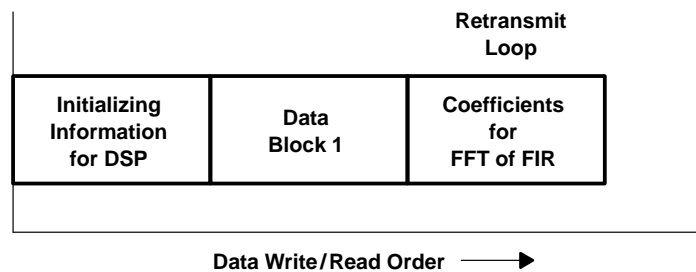 Retransmit
Loop
Initializing
Information
for DSP
Data
Block 1
Coefficients
for
FFT of FIR
Data Write/Read Order